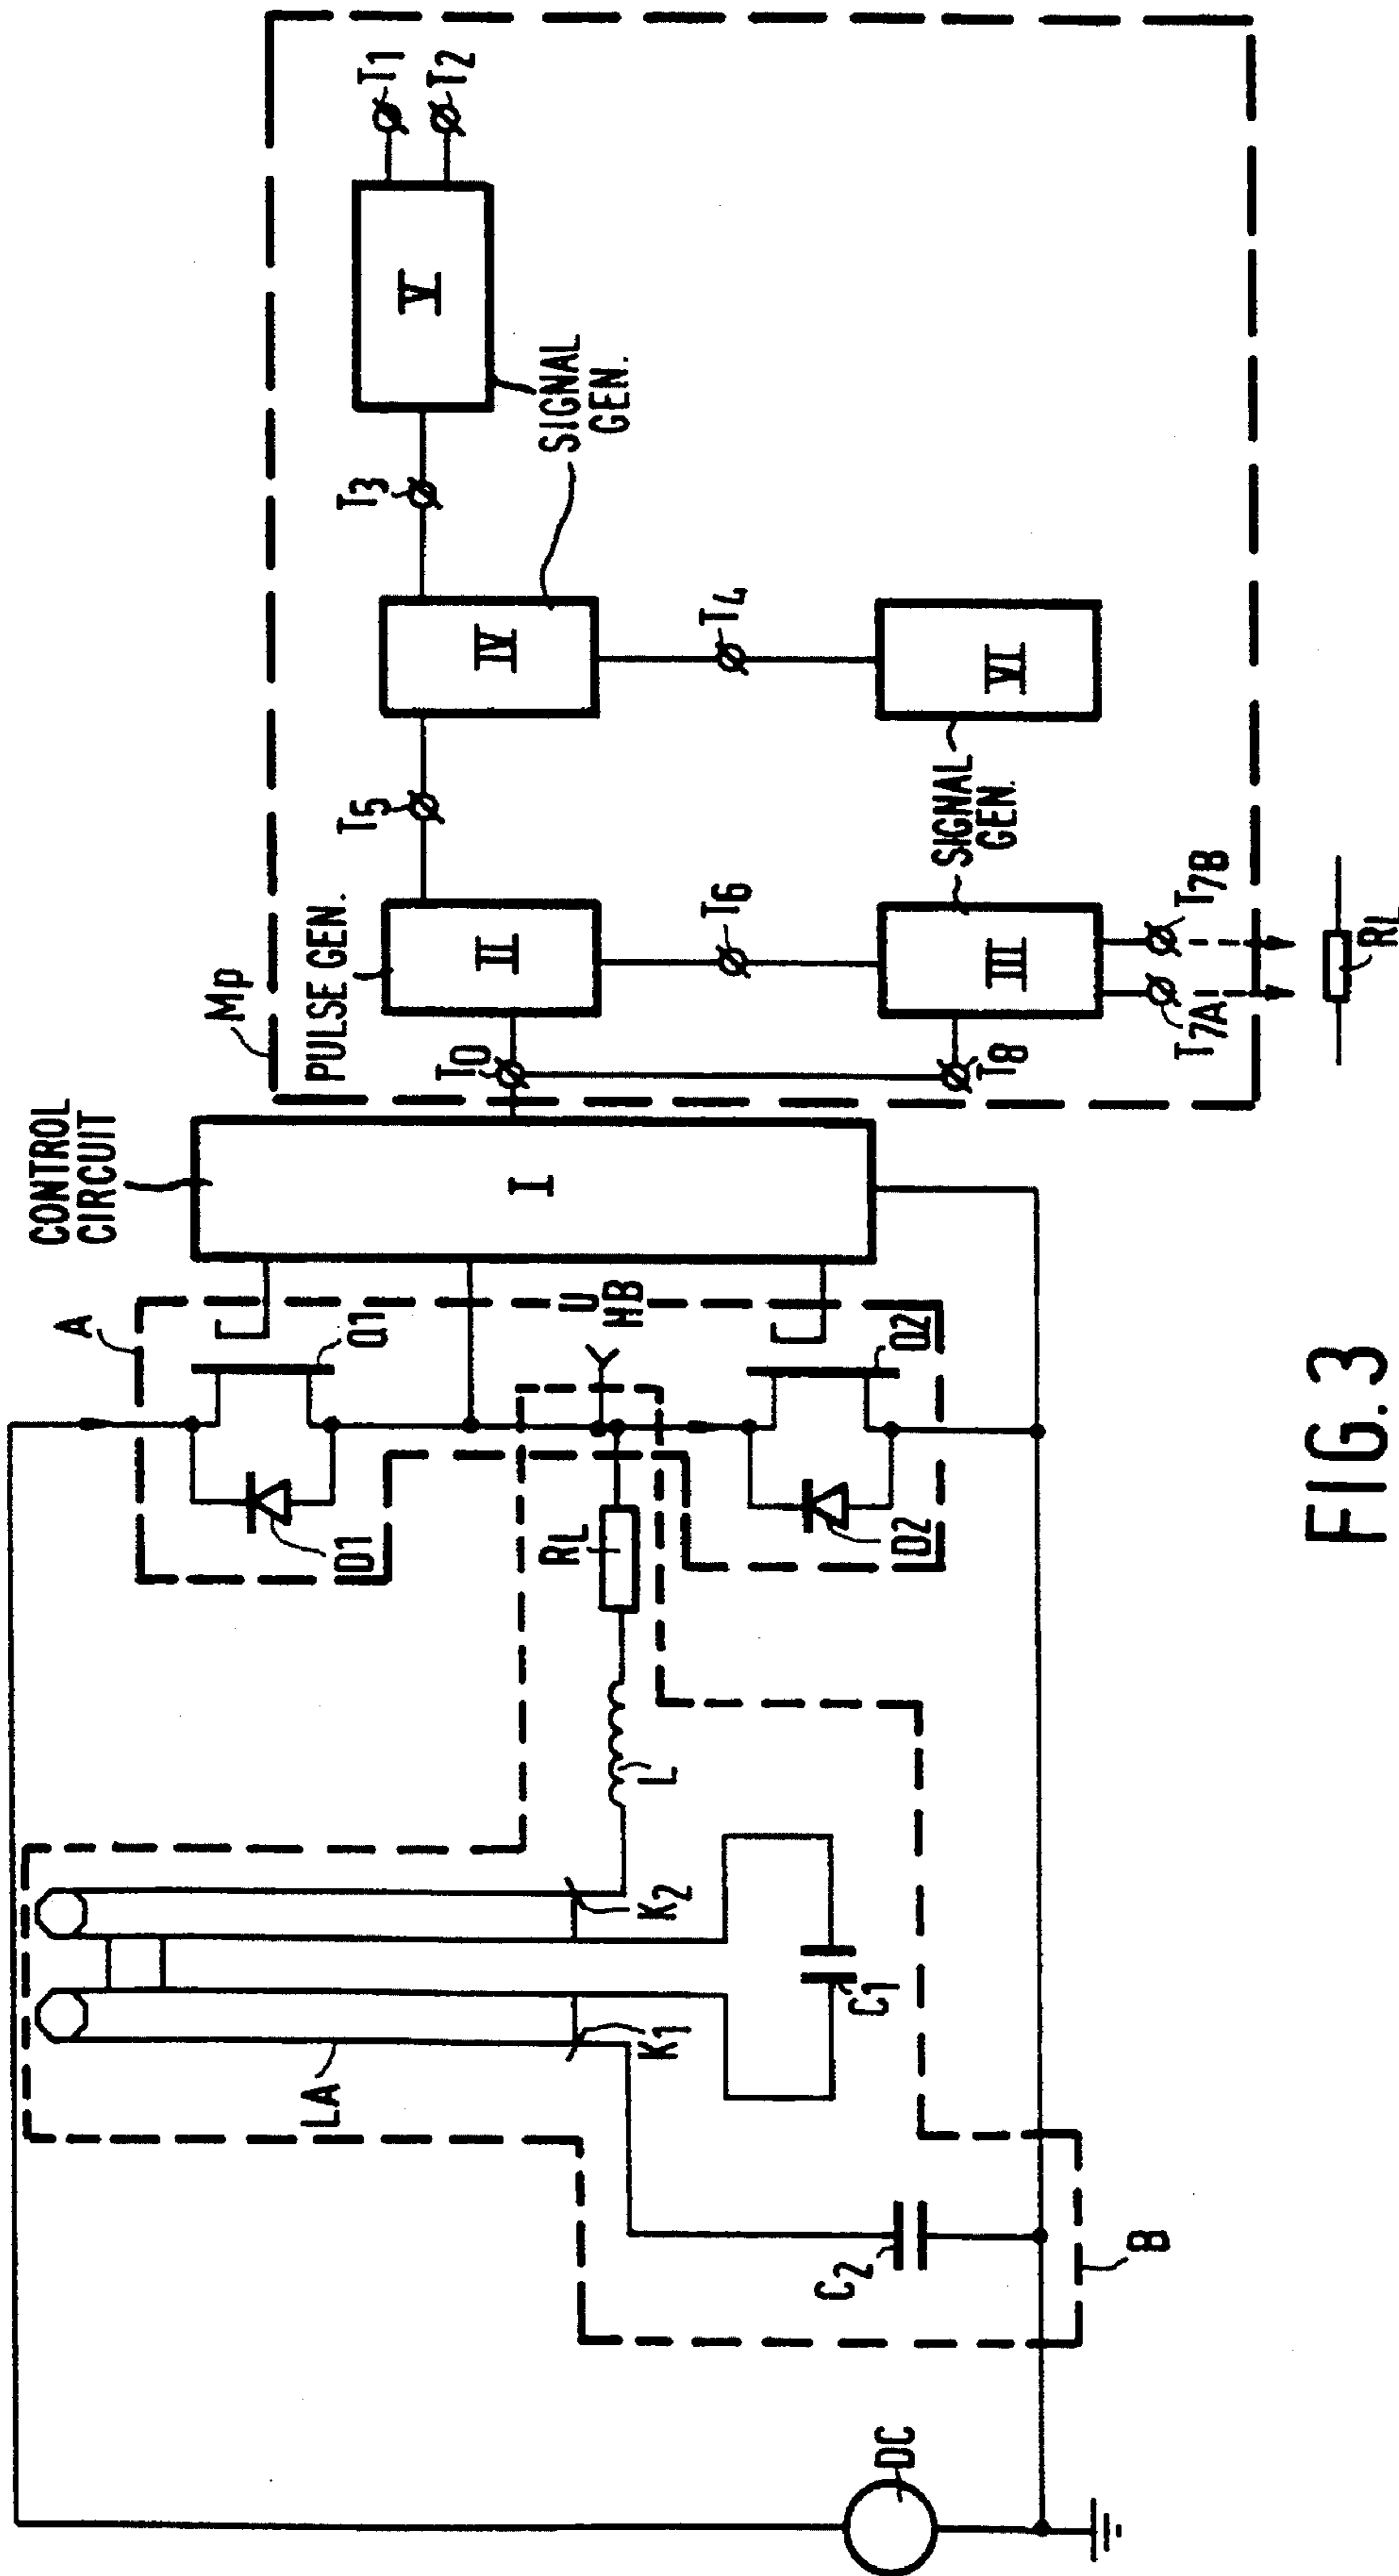 Mp
PULSE GEN.
CONTROL
CIRCUIT
A
D1
Q1
I
U
HB
RL
L
K2
K1
LA
C1
C2
B
DC
D2
Q2
T0
II
T5
IV
T3
V
T1
T2
SIGNAL
GEN.
T6
T4
VI
SIGNAL
GEN.
III
T8
T7A
T7B
RL
FIG. 3